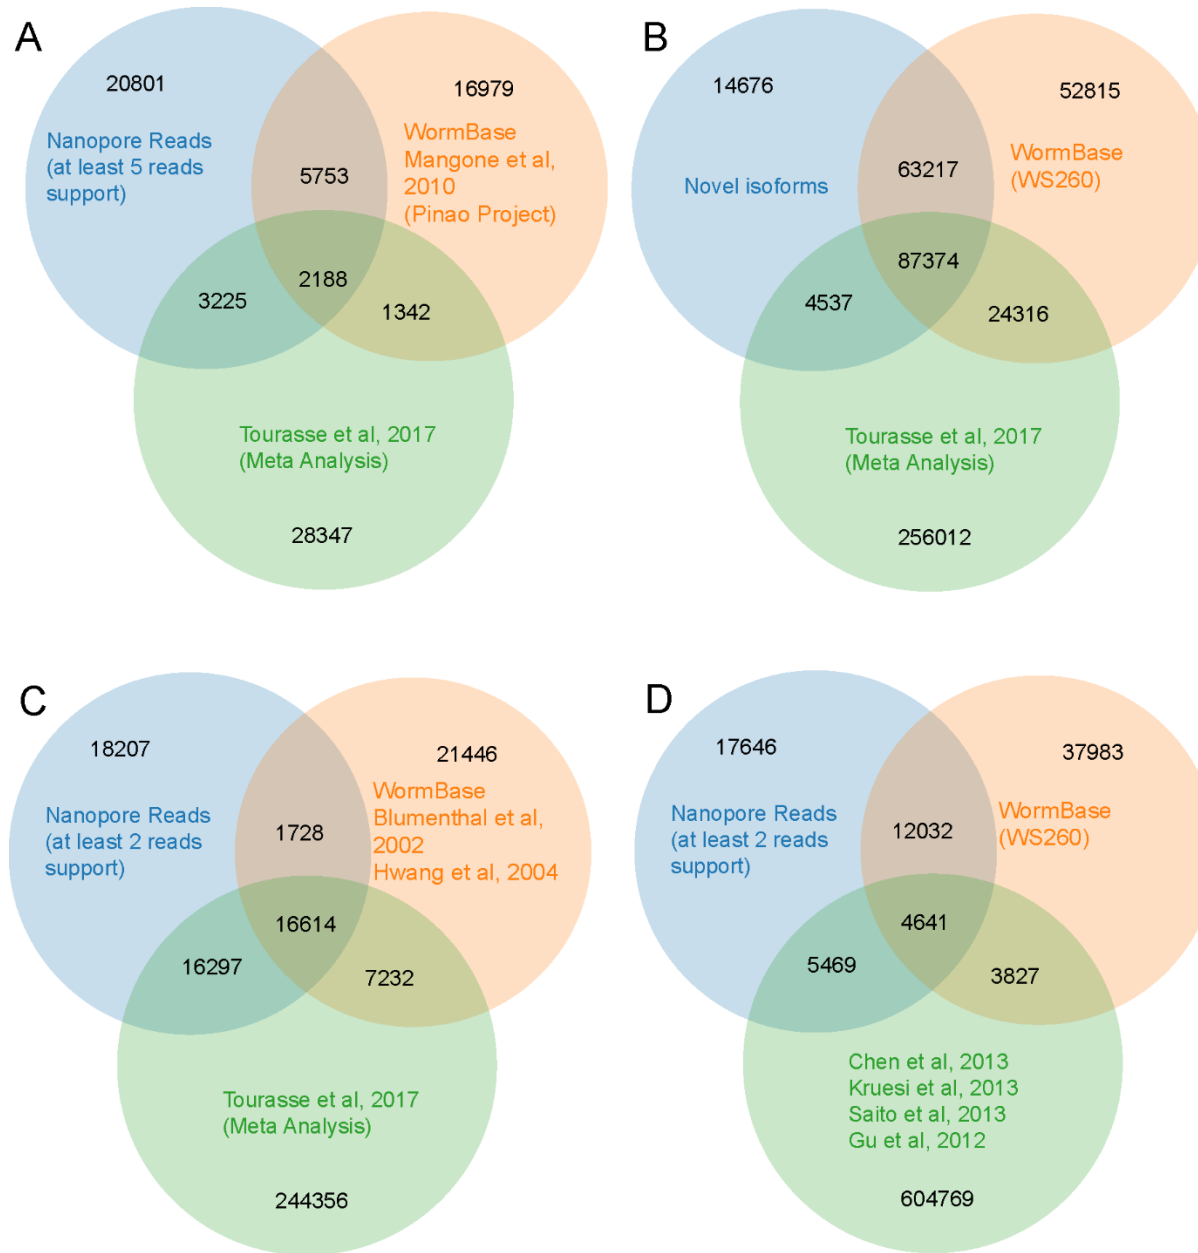 A
20801
16979
Nanopore Reads
(at least 5 reads
support)
WormBase
Mangone et al,
2010
(Pinao Project)
5753
2188
3225
1342
Tourasse et al, 2017
(Meta Analysis)
28347
B
14676
52815
Novel isoforms
WormBase
(WS260)
63217
87374
4537
24316
Tourasse et al, 2017
(Meta Analysis)
256012
C
18207
21446
Nanopore Reads
(at least 2 reads
support)
WormBase
Blumenthal et al,
2002
Hwang et al, 2004
1728
16614
16297
7232
Tourasse et al, 2017
(Meta Analysis)
244356
D
17646
37983
Nanopore Reads
(at least 2 reads
support)
WormBase
(WS260)
12032
4641
5469
3827
Chen et al, 2013
Kruesi et al, 2013
Saito et al, 2013
Gu et al, 2012
604769